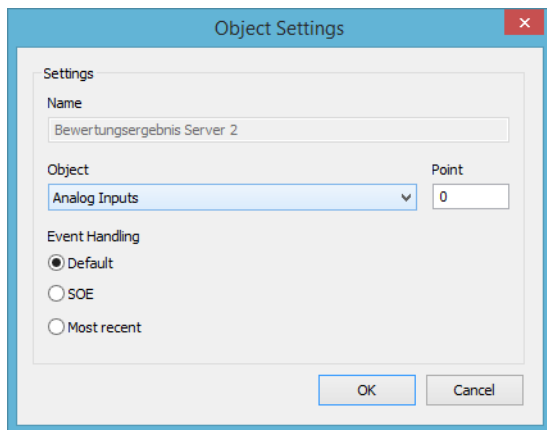 Object Settings
Settings
Name
Bewertungsergebnis Server 2
Object Point
Analog Inputs 0
Event Handling
Default
SOE
Most recent
OK Cancel